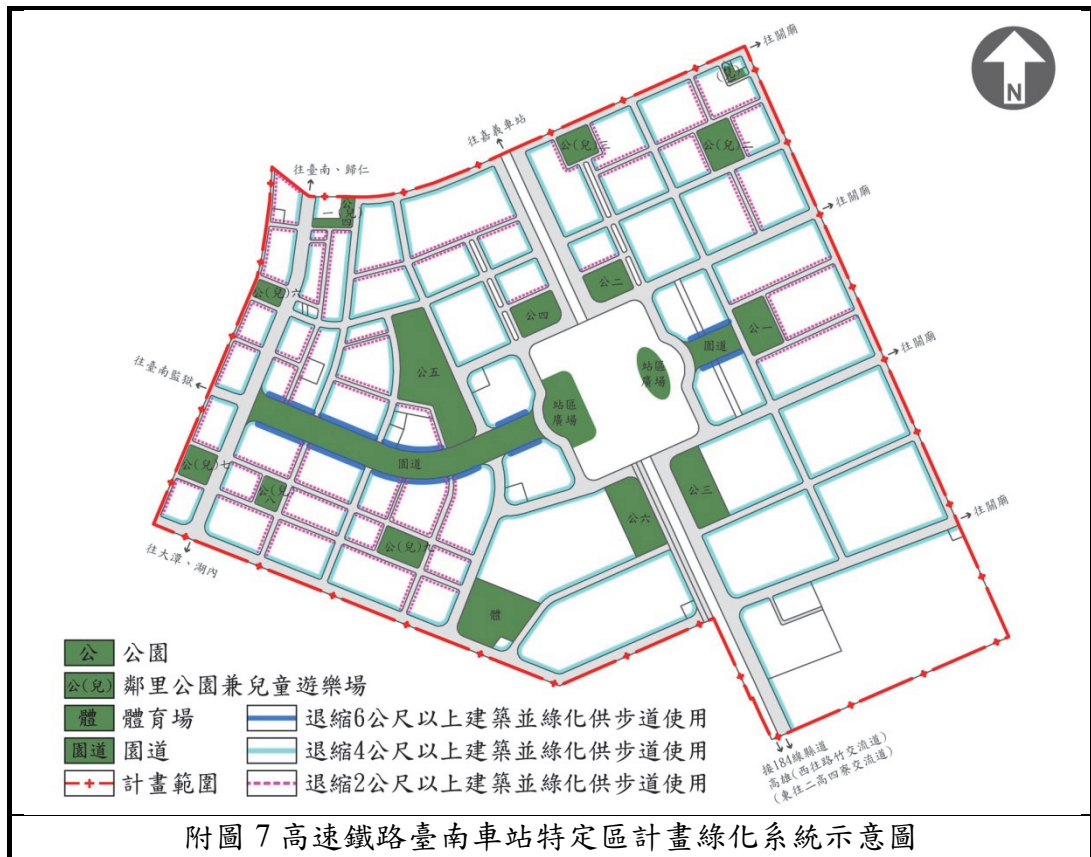 往關廟
N
往嘉義車站
公(兒)三
公(兒)二
往臺南、歸仁
公(兒)四
往關廟
公(兒)六
公二
公四
公一
園道
往關廟
公五
站區廣場
站區廣場
往臺南監獄
園道
公(兒)七
公(兒)八
公三
公六
往關廟
公(兒)九
往大潭、湖內
體
公 公園
公(兒) 鄰里公園兼兒童遊樂場
體 體育場
園道 園道
計畫範圍
退縮6公尺以上建築並綠化供步道使用
退縮4公尺以上建築並綠化供步道使用
退縮2公尺以上建築並綠化供步道使用
接184線縣道
高雄(西往路竹交流道)
(東往二高田寮交流道)
附圖 7 高速鐵路臺南車站特定區計畫綠化系統示意圖